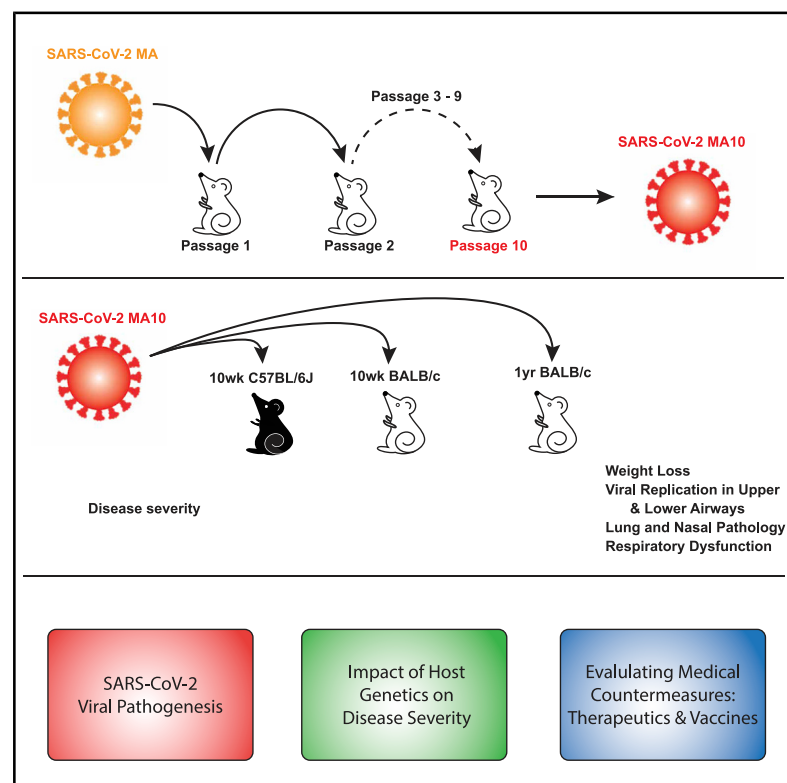 SARS-CoV-2 MA
Passage 3 - 9
SARS-CoV-2 MA10
Passage 1
Passage 2
Passage 10
SARS-CoV-2 MA10
10wk C57BL/6J
10wk BALB/c
1yr BALB/c
Disease severity
Weight Loss
Viral Replication in Upper
& Lower Airways
Lung and Nasal Pathology
Respiratory Dysfunction
SARS-CoV-2
Viral Pathogenesis
Impact of Host
Genetics on
Disease Severity
Evalulating Medical
Countermeasures:
Therapeutics & Vaccines